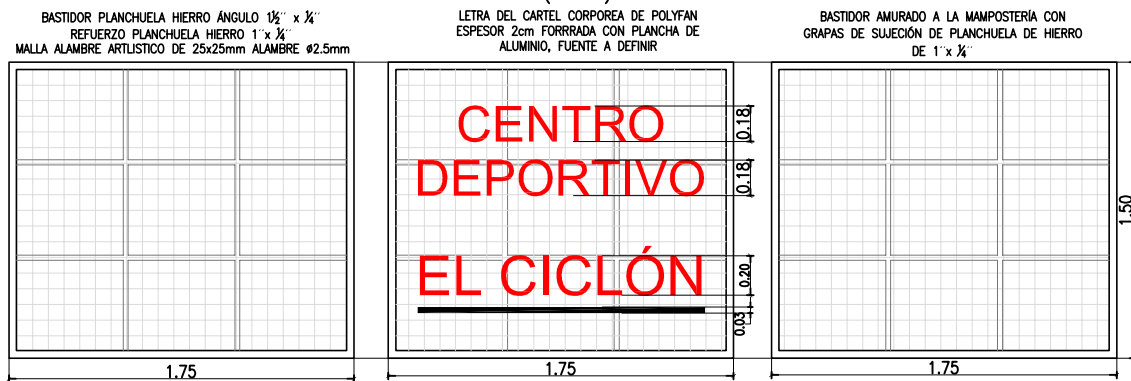 BASTIDOR PLANCHUELA HIERRO ÁNGULO 1½¨ x ¼¨
REFUERZO PLANCHUELA HIERRO 1¨x ¼¨
MALLA ALAMBRE ARTLISTICO DE 25x25mm ALAMBRE ø2.5mm
LETRA DEL CARTEL CORPOREA DE POLYFAN
ESPESOR 2cm FORRRADA CON PLANCHA DE
ALUMINIO, FUENTE A DEFINIR
BASTIDOR AMURADO A LA MAMPOSTERÍA CON
GRAPAS DE SUJECIÓN DE PLANCHUELA DE HIERRO
DE 1¨x ¼¨
CENTRO
0.18
DEPORTIVO
0.18
EL CICLÓN
0.20
0.03
1.50
1.75
1.75
1.75